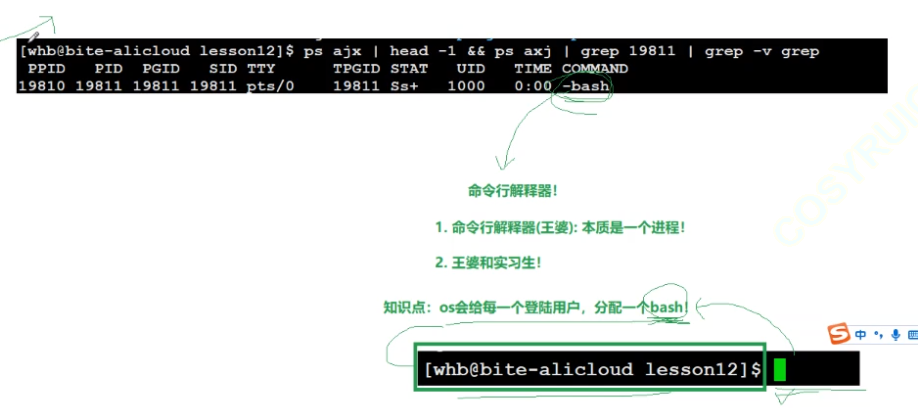 [whb@bite-alicloud lesson12]$ ps ajx | head -1 && ps axj | grep 19811 | grep -v grep
PPID PID PGID SID TTY TPGID STAT UID TIME COMMAND
19810 19811 19811 19811 pts/0 19811 Ss+ 1000 0:00 -bash
命令行解释器！
1. 命令行解释器(王婆): 本质是一个进程！
2. 王婆和实习生！
知识点：os会给每一个登陆用户，分配一个bash！
中
[whb@bite-alicloud lesson12]$